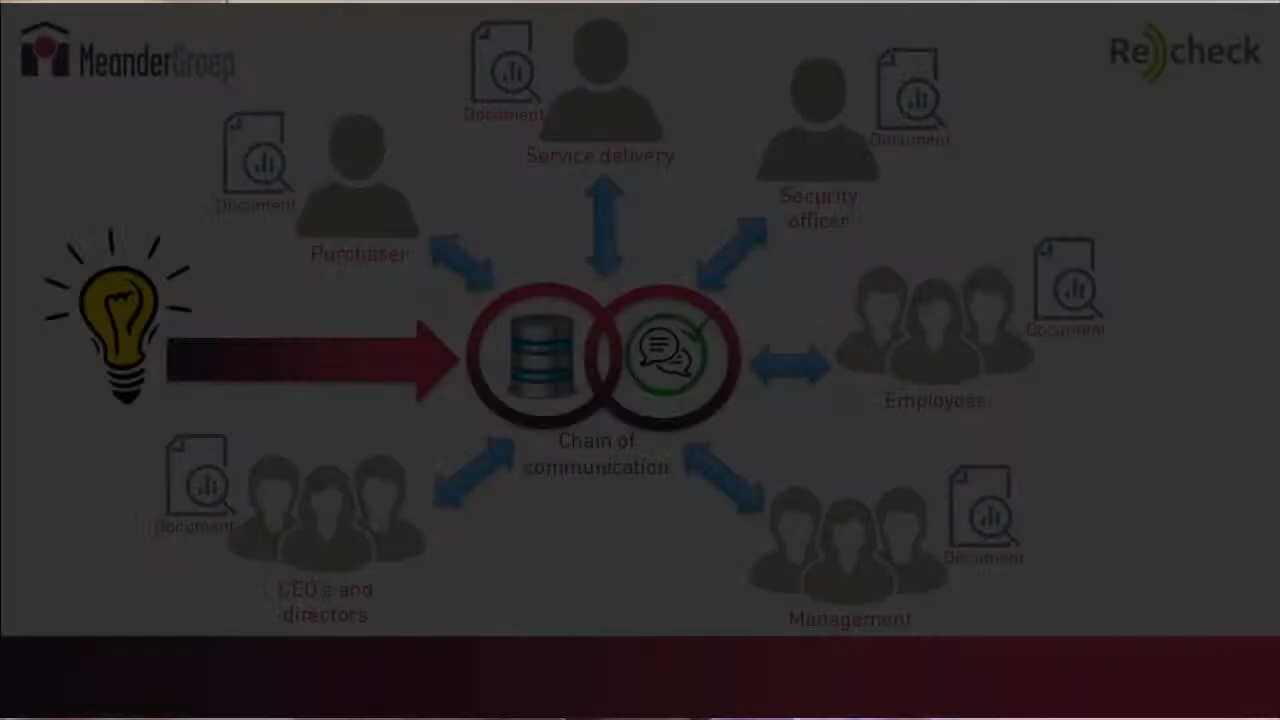 MeanderGroep
Re))check
Document
Service delivery
Document
Security
officer
Document
Purchaser
Document
Employees
Chain of
communication
Document
CEO's and
directors
Document
Management